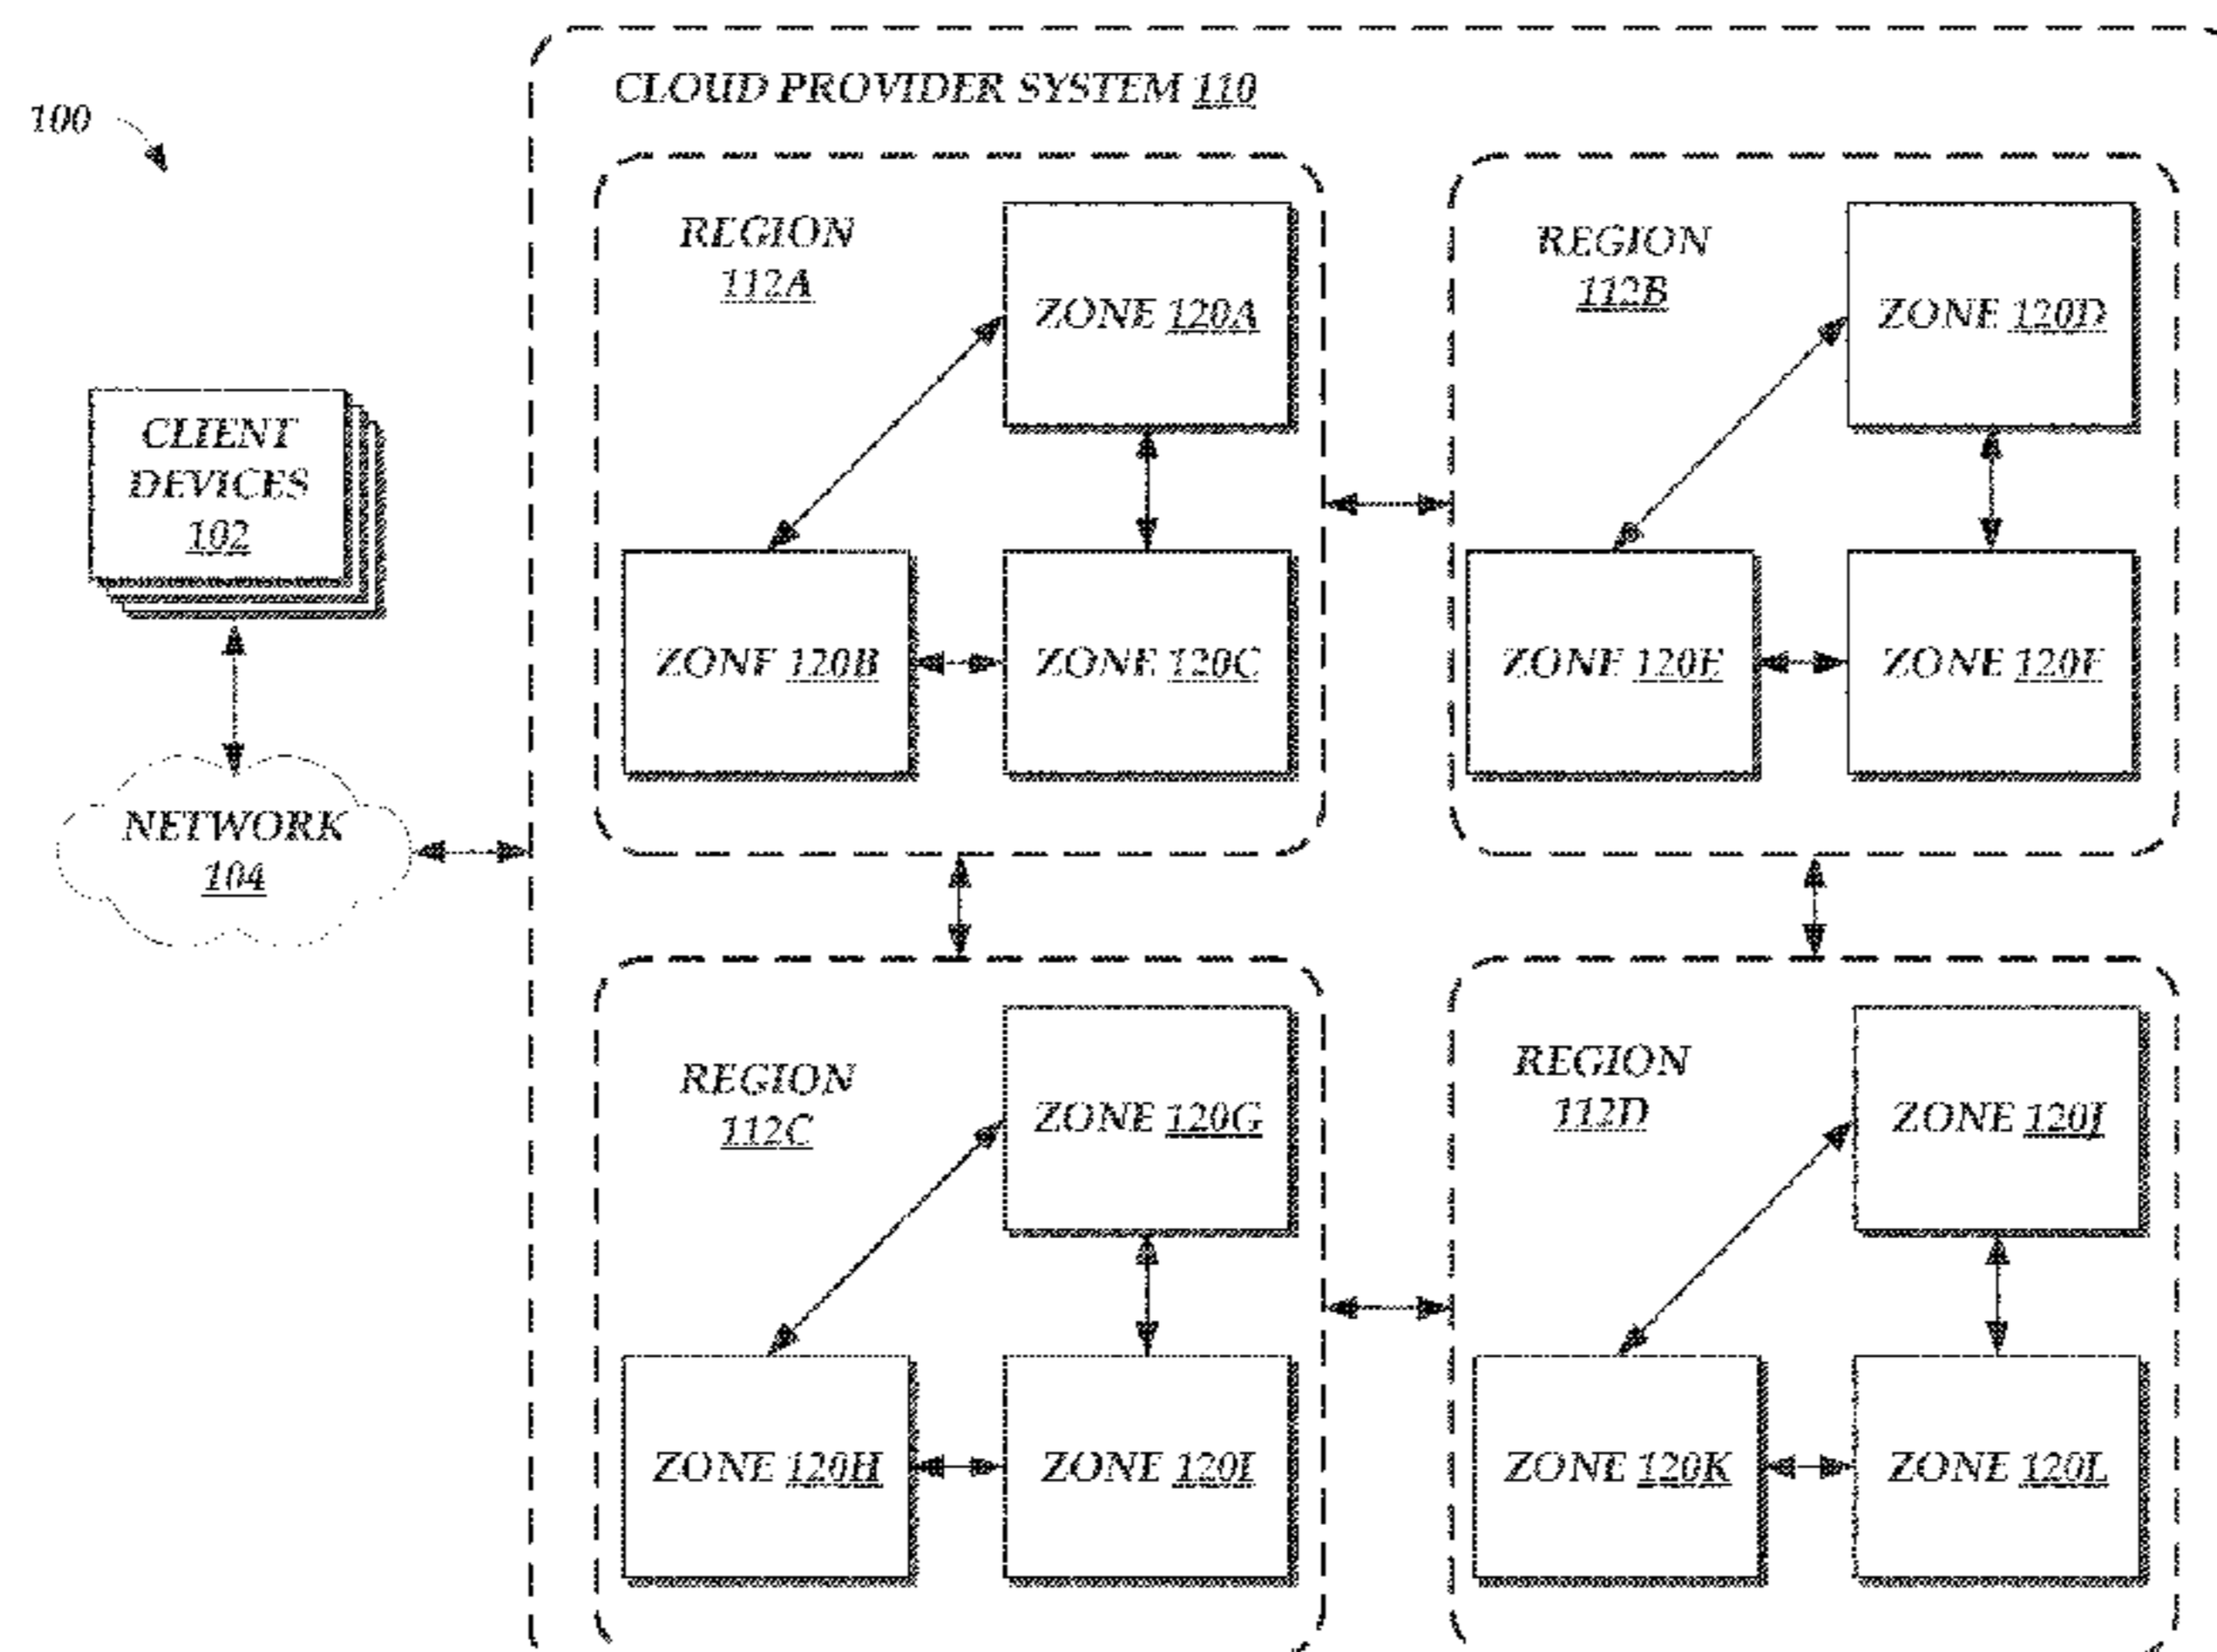 100
CLOUD PROVIDER SYSTEM 110
REGION
112A
ZONE 120A
ZONE 120B
ZONE 120C
REGION
112B
ZONE 120D
ZONE 120E
ZONE 120F
CLIENT
DEVICES
102
NETWORK
104
REGION
112C
ZONE 120G
ZONE 120H
ZONE 120I
REGION
112D
ZONE 120J
ZONE 120K
ZONE 120L